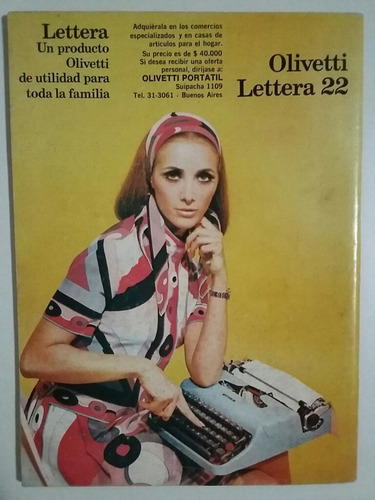 Lettera
Un producto
Olivetti
de utilidad para
toda la familia
Adquiérala en los comercios
especializados y en casas de
artículos para el hogar.
Su precio es de $ 40.000
Si desea recibir una oferta
personal, diríjase a:
OLIVETTI PORTATIL
Suipacha 1109
Tel. 31-3061 - Buenos Aires
Olivetti
Lettera 22